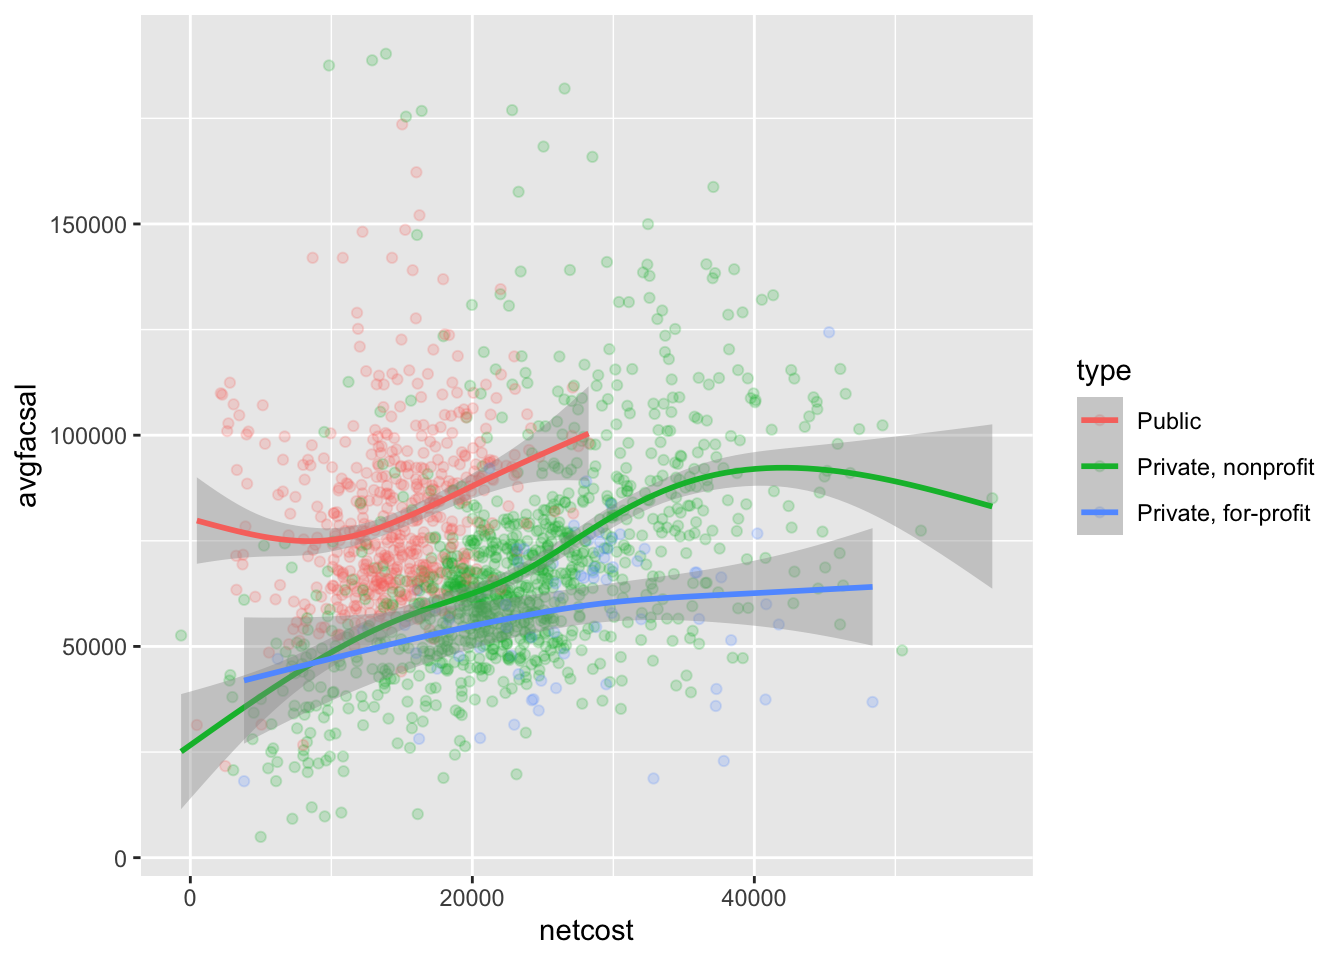 avgfacsal
150000
100000
50000
0
0
20000
40000
netcost
type
Public
Private, nonprofit
Private, for-profit